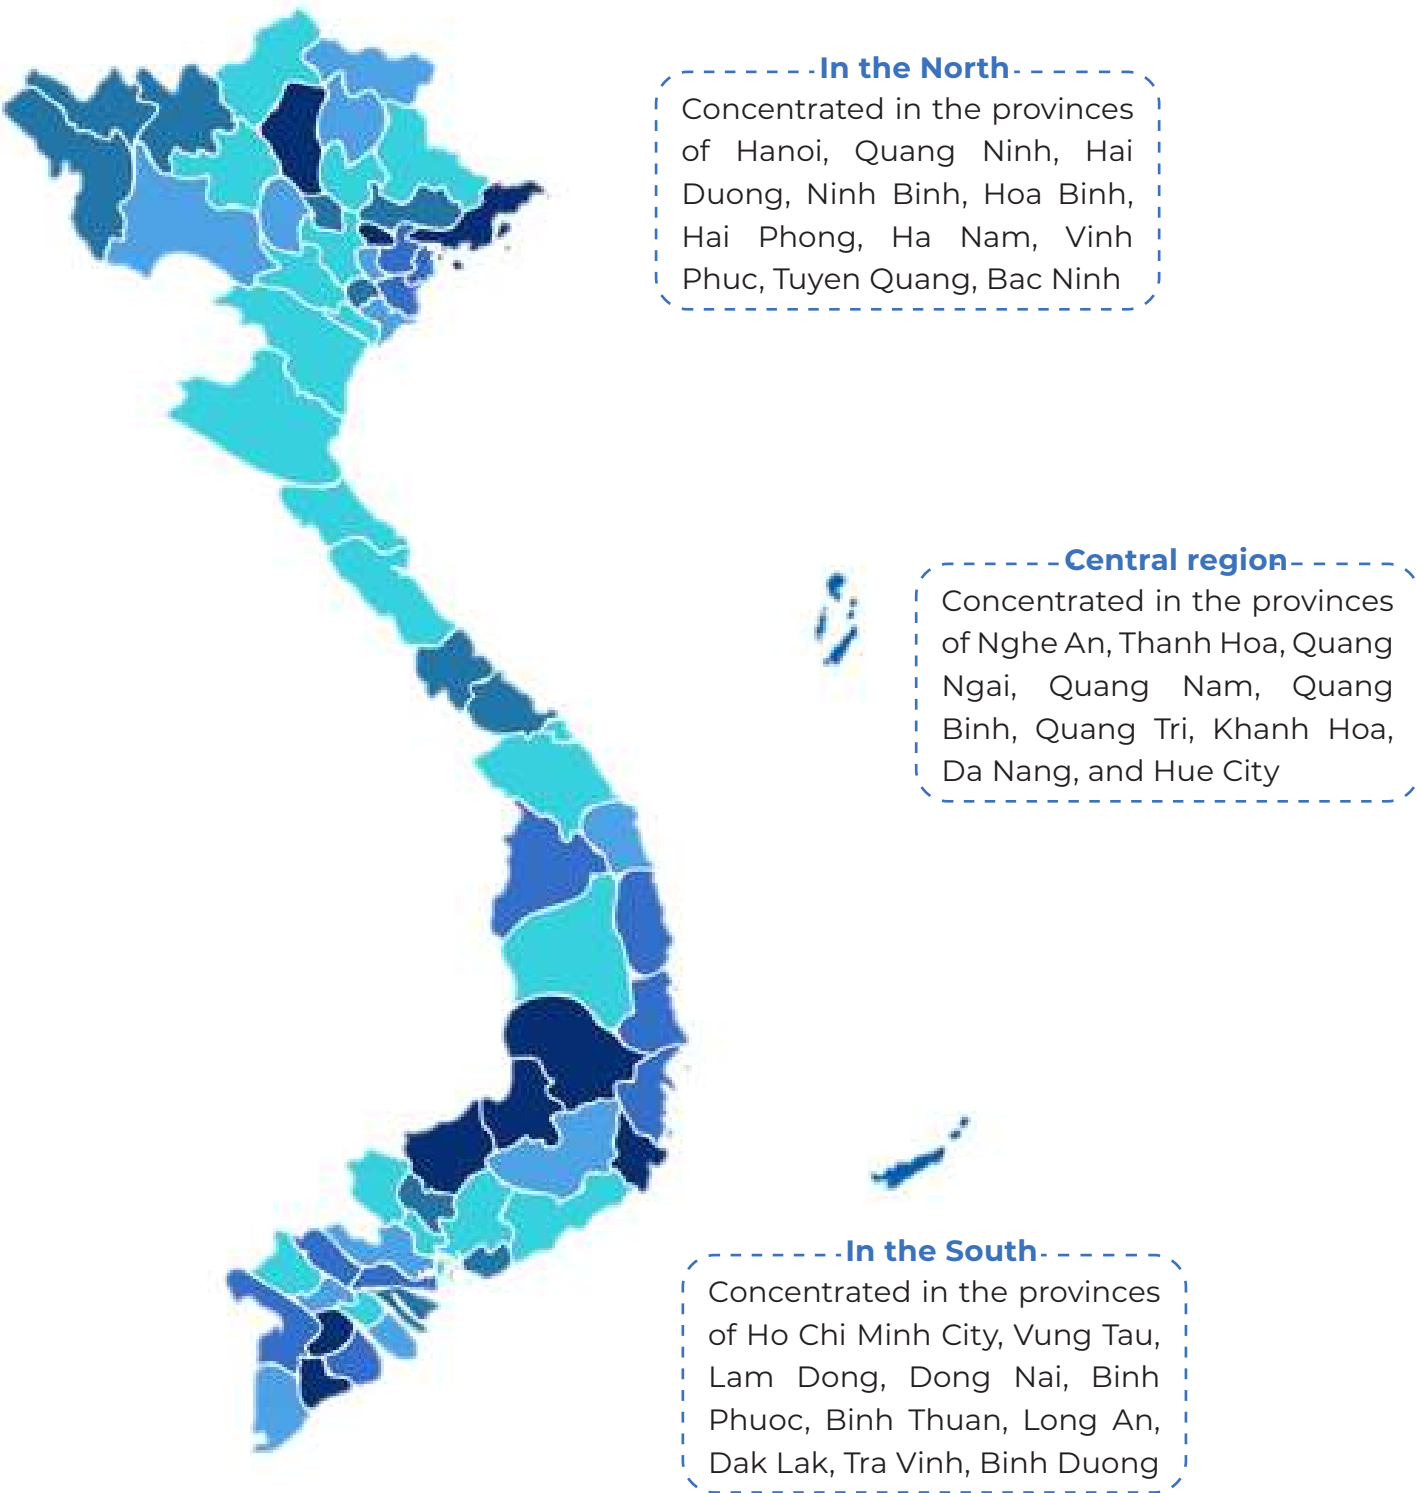 In the North
Concentrated in the provinces
of Hanoi, Quang Ninh, Hai
Duong, Ninh Binh, Hoa Binh,
Hai Phong, Ha Nam, Vinh
Phuc, Tuyen Quang, Bac Ninh
Central region
Concentrated in the provinces
of Nghe An, Thanh Hoa, Quang
Ngai, Quang Nam, Quang
Binh, Quang Tri, Khanh Hoa,
Da Nang, and Hue City
In the South
Concentrated in the provinces
of Ho Chi Minh City, Vung Tau,
Lam Dong, Dong Nai, Binh
Phuoc, Binh Thuan, Long An,
Dak Lak, Tra Vinh, Binh Duong